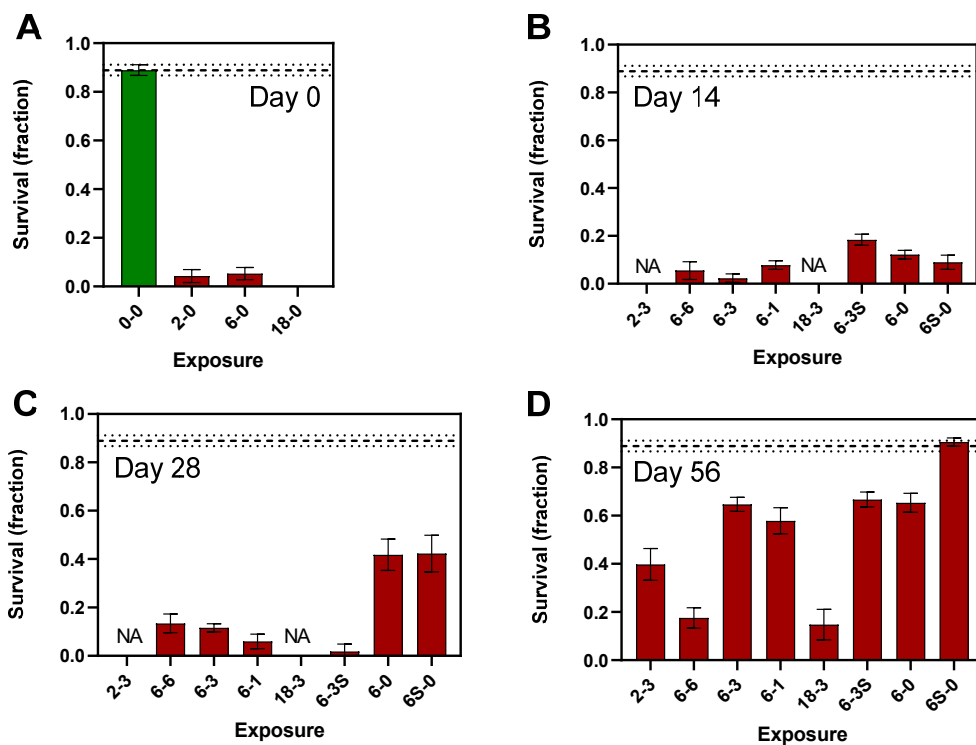 A
Survival (fraction)
1.0
0.8
0.6
0.4
0.2
0.0
Day 0
0-0
2-0
6-0
18-0
Exposure
B
Survival (fraction)
1.0
0.8
0.6
0.4
0.2
0.0
Day 14
NA
NA
2-3
6-6
6-3
6-1
18-3
6-3S
6-0
6S-0
Exposure
C
Survival (fraction)
1.0
0.8
0.6
0.4
0.2
0.0
Day 28
NA
NA
2-3
6-6
6-3
6-1
18-3
6-3S
6-0
6S-0
Exposure
D
Survival (fraction)
1.0
0.8
0.6
0.4
0.2
0.0
Day 56
2-3
6-6
6-3
6-1
18-3
6-3S
6-0
6S-0
Exposure